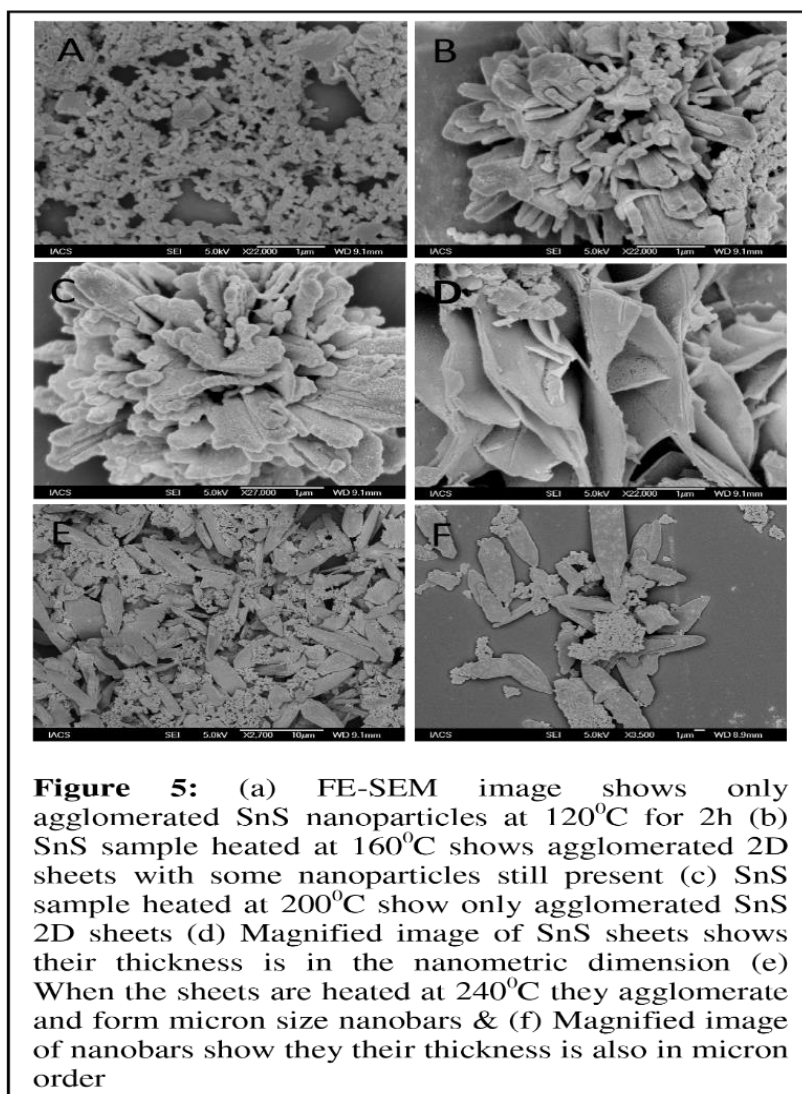 A
B
IACS SEI 5.0kV X22,000 1µm WD 9.1mm
IACS SEI 5.0kV X22,000 1µm WD 9.1mm
C
D
IACS SEI 5.0kV X27,000 1µm WD 9.1mm
IACS SEI 5.0kV X22,000 1µm WD 9.1mm
E
F
IACS SEI 5.0kV X2,700 10µm WD 9.1mm
IACS SEI 5.0kV X3,500 1µm WD 8.9mm
Figure 5: (a) FE-SEM image shows only
agglomerated SnS nanoparticles at 120⁰C for 2h (b)
SnS sample heated at 160⁰C shows agglomerated 2D
sheets with some nanoparticles still present (c) SnS
sample heated at 200⁰C show only agglomerated SnS
2D sheets (d) Magnified image of SnS sheets shows
their thickness is in the nanometric dimension (e)
When the sheets are heated at 240⁰C they agglomerate
and form micron size nanobars & (f) Magnified image
of nanobars show they their thickness is also in micron
order